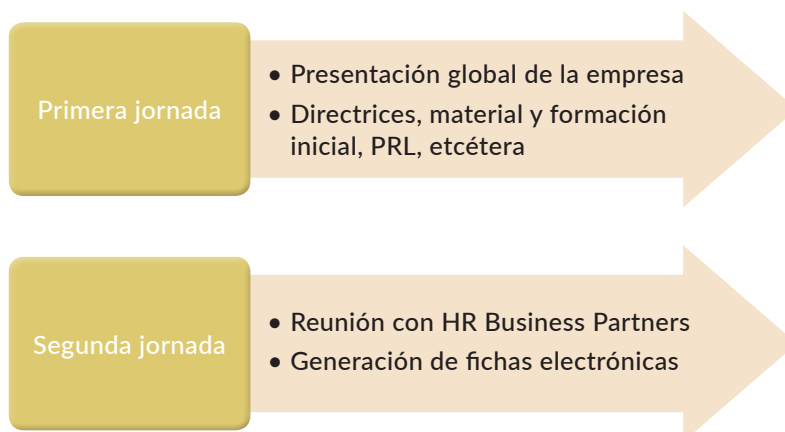 Primera jornada
• Presentación global de la empresa
• Directrices, material y formación
inicial, PRL, etcétera
Segunda jornada
• Reunión con HR Business Partners
• Generación de fichas electrónicas